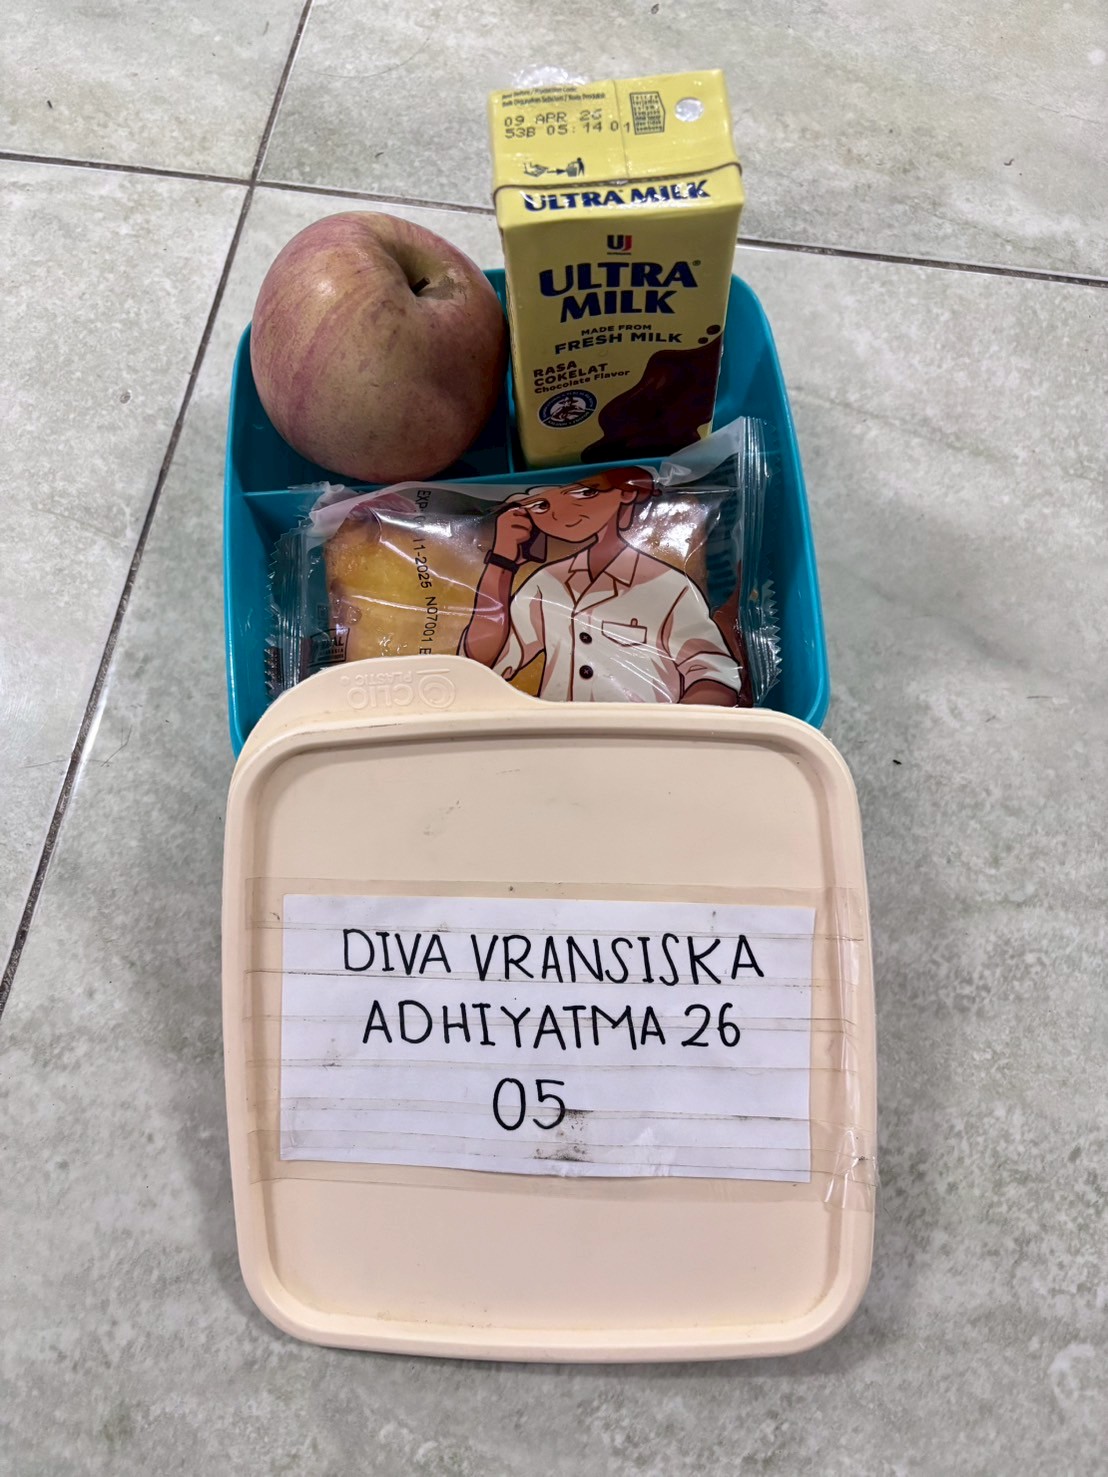 09 APR 26
53B 05:14 01
ULTRA MILK
UJ
ULTRA
MILK
MADE FROM
FRESH MILK
RASA
COKELAT
Chocolate Flavor
11-2025 N07001
CLIO
PLASTIC
DIVA VRANSISKA
ADHIYATMA 26
05